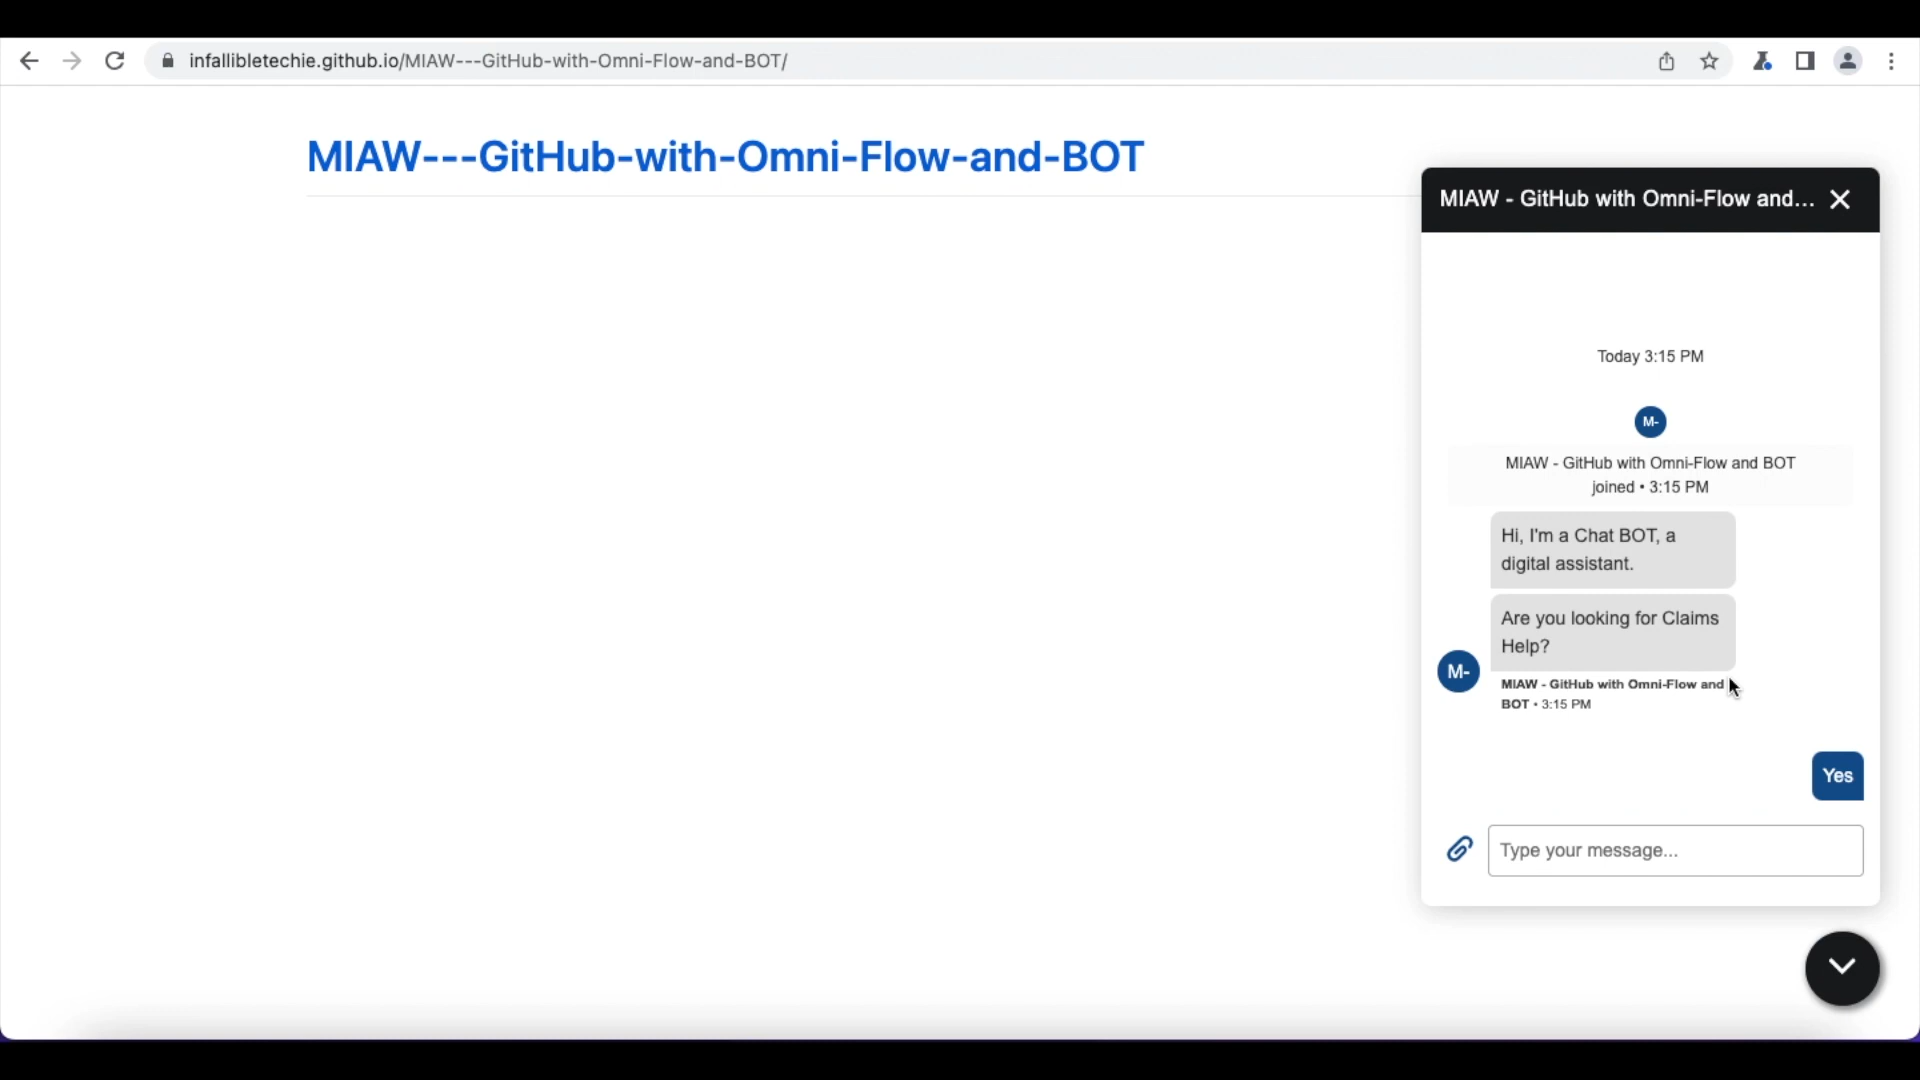 infallibletechie.github.io/MIAW---GitHub-with-Omni-Flow-and-BOT/
MIAW---GitHub-with-Omni-Flow-and-BOT
MIAW - GitHub with Omni-Flow and...
Today 3:15 PM
M-
MIAW - GitHub with Omni-Flow and BOT
joined • 3:15 PM
Hi, I'm a Chat BOT, a
digital assistant.
Are you looking for Claims
Help?
M-
MIAW - GitHub with Omni-Flow and
BOT • 3:15 PM
Yes
Type your message...